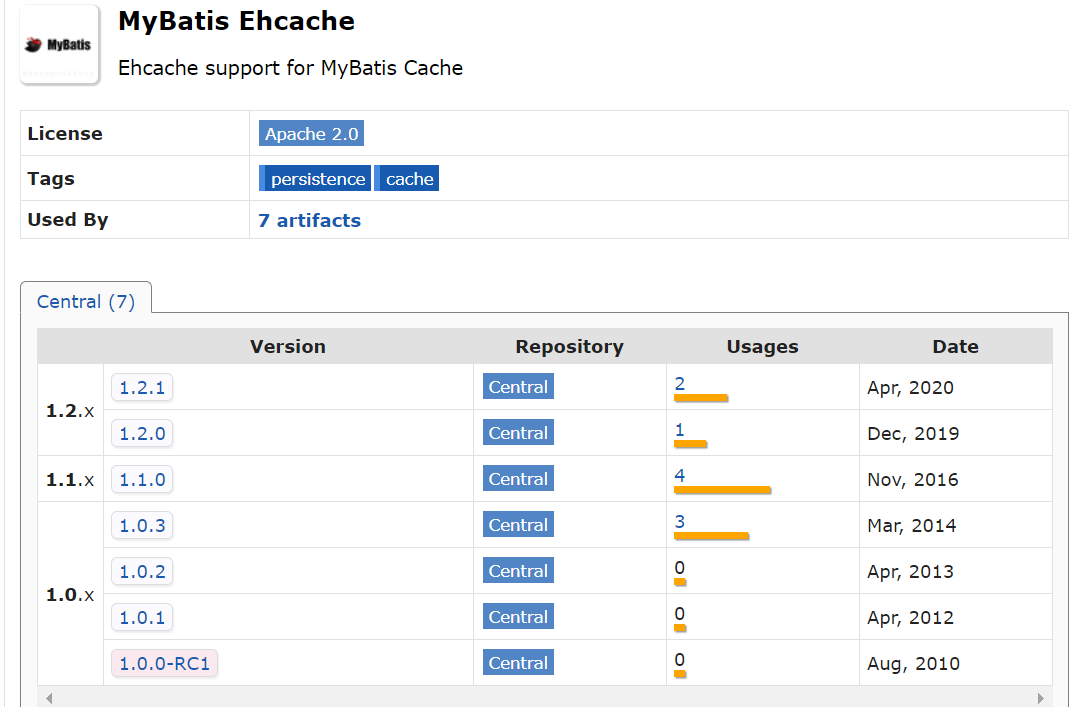 MyBatis Ehcache
MyBatis
Ehcache support for MyBatis Cache
License Apache 2.0
Tags persistence cache
Used By 7 artifacts
Central (7)
Version Repository Usages Date
1.2.x
1.2.1 Central 2 Apr, 2020
1.2.0 Central 1 Dec, 2019
1.1.x 1.1.0 Central 4 Nov, 2016
1.0.x
1.0.3 Central 3 Mar, 2014
1.0.2 Central 0 Apr, 2013
1.0.1 Central 0 Apr, 2012
1.0.0-RC1 Central 0 Aug, 2010